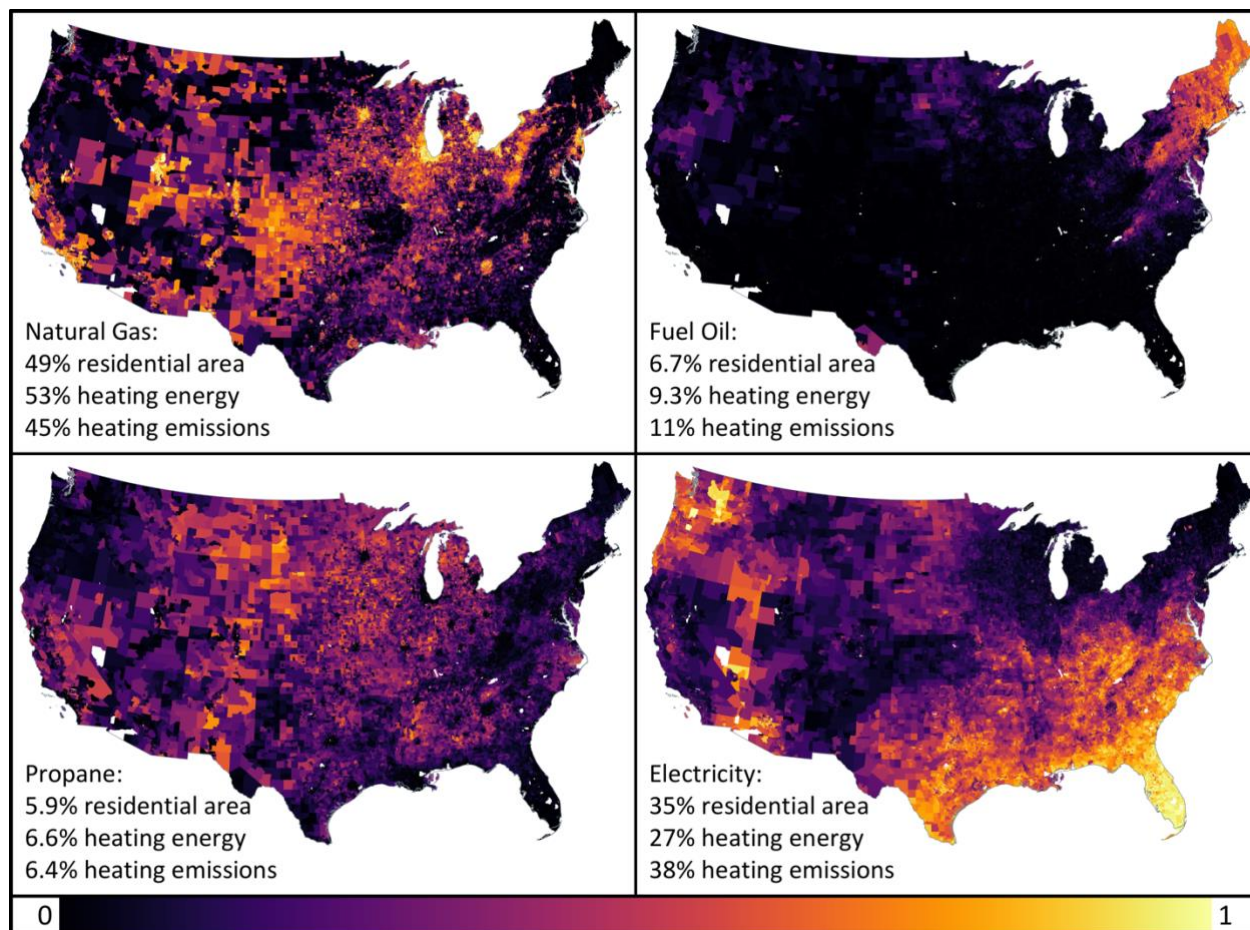 Natural Gas:
49% residential area
53% heating energy
45% heating emissions
Fuel Oil:
6.7% residential area
9.3% heating energy
11% heating emissions
Propane:
5.9% residential area
6.6% heating energy
6.4% heating emissions
Electricity:
35% residential area
27% heating energy
38% heating emissions
0
1